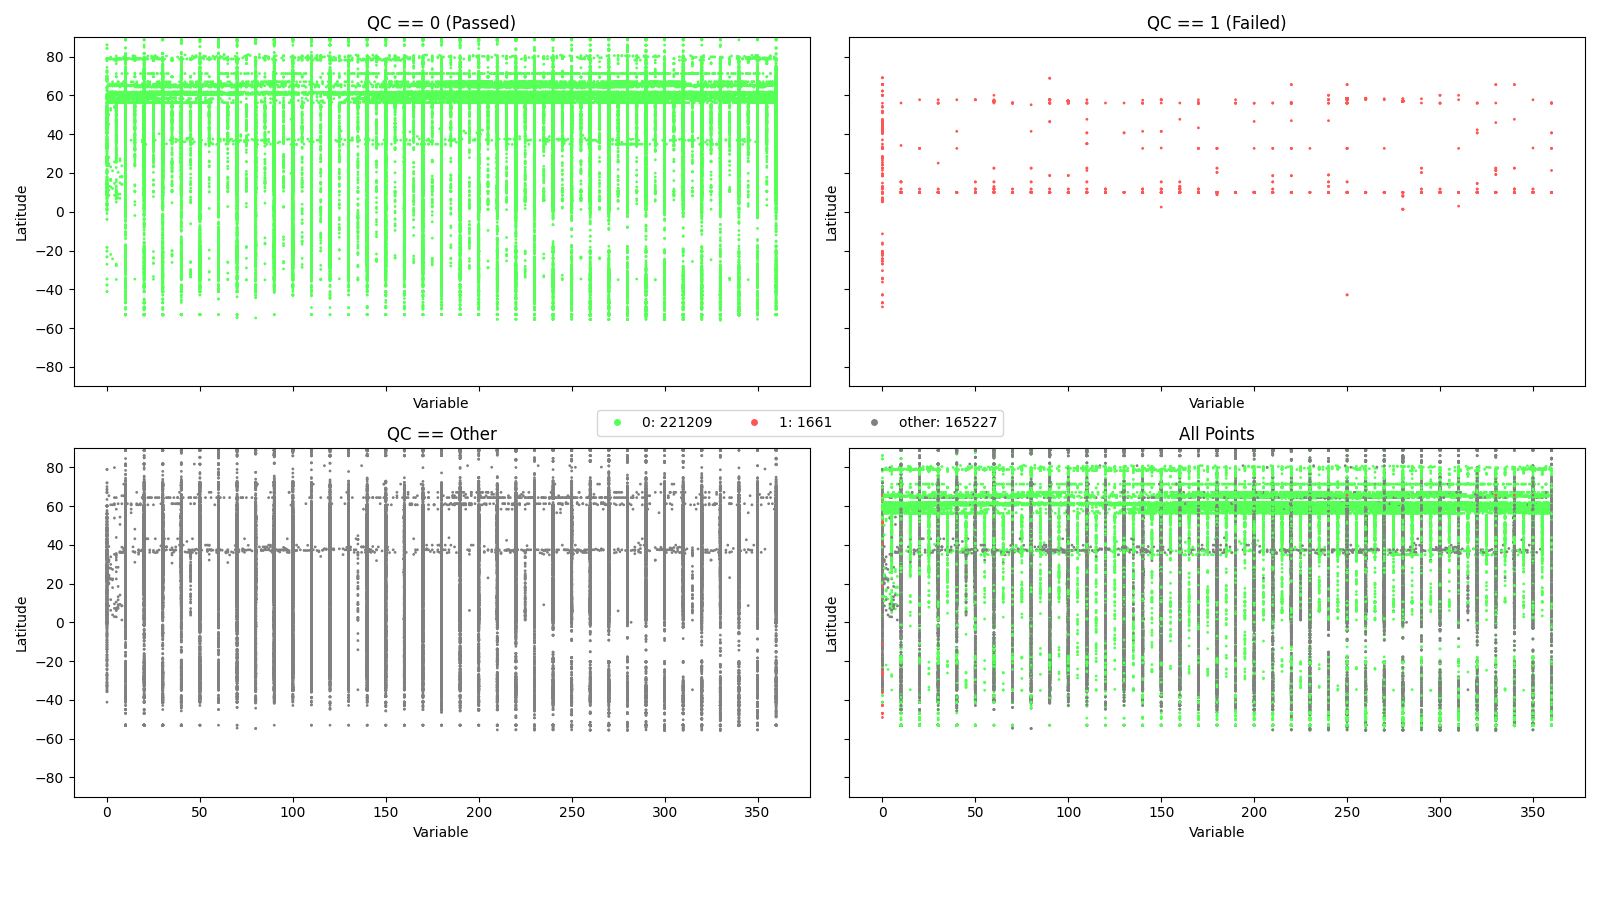 QC == 0 (Passed)
QC == 1 (Failed)
80
60
40
20
0
−20
−40
−60
−80
Latitude
Latitude
Variable
Variable
0: 221209 1: 1661 other: 165227
QC == Other
All Points
80
60
40
20
0
−20
−40
−60
−80
Latitude
Latitude
0 50 100 150 200 250 300 350
0 50 100 150 200 250 300 350
Variable
Variable